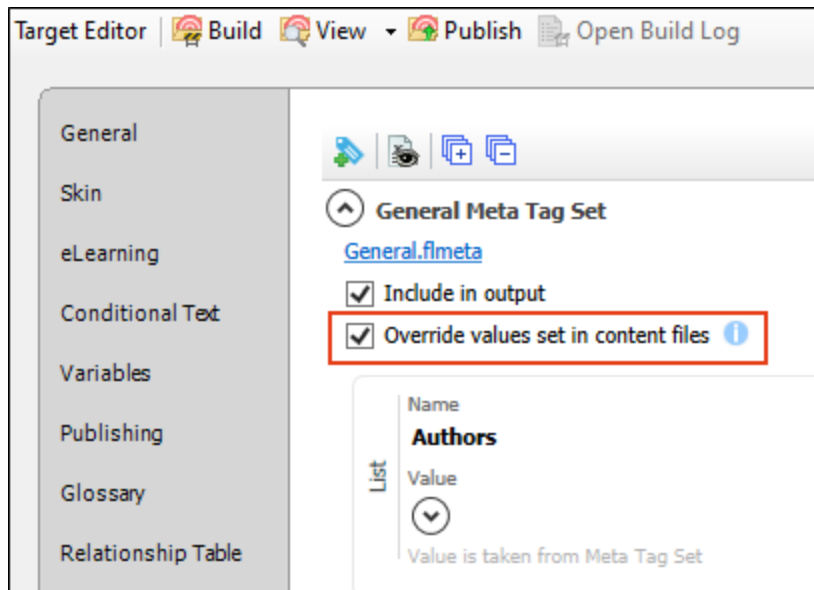 Target Editor Build View Publish Open Build Log
General
Skin
eLearning
Conditional Text
Variables
Publishing
Glossary
Relationship Table
General Meta Tag Set
General.flmeta
Include in output
Override values set in content files
List
Name
Authors
Value
Value is taken from Meta Tag Set